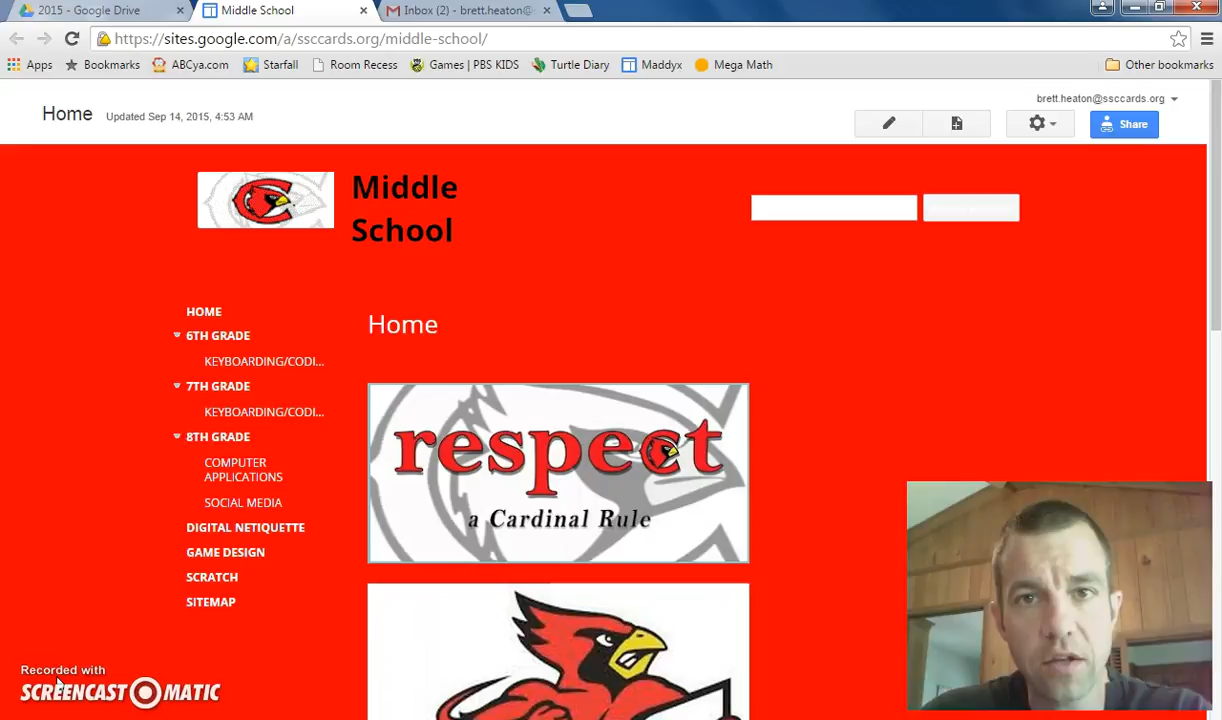 2015 - Google Drive
Middle School
Inbox (2) - brett.heaton@
https://sites.google.com/a/ssccards.org/middle-school/
Apps
Bookmarks
ABCya.com
Starfall
Room Recess
Games | PBS KIDS
Turtle Diary
Maddyx
Mega Math
Other bookmarks
brett.heaton@ssccards.org
Home
Updated Sep 14, 2015, 4:53 AM
Share
Middle
School
HOME
6TH GRADE
KEYBOARDING/CODI...
7TH GRADE
KEYBOARDING/CODI...
8TH GRADE
COMPUTER
APPLICATIONS
SOCIAL MEDIA
DIGITAL NETIQUETTE
GAME DESIGN
SCRATCH
SITEMAP
Home
respect
a Cardinal Rule
Recorded with
SCREENCAST MATIC